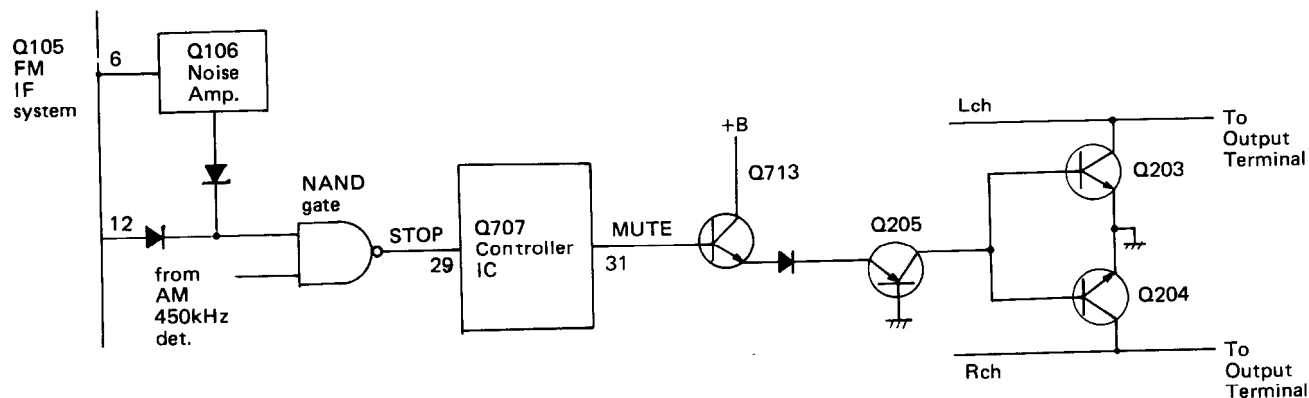 Q105
FM
IF
system
6
Q106
Noise
Amp.
12
from
AM
450kHz
det.
NAND
gate
STOP
29
Q707
Controller
IC
MUTE
31
+B
Q713
Q205
Lch
To
Output
Terminal
Q203
Q204
Rch
To
Output
Terminal